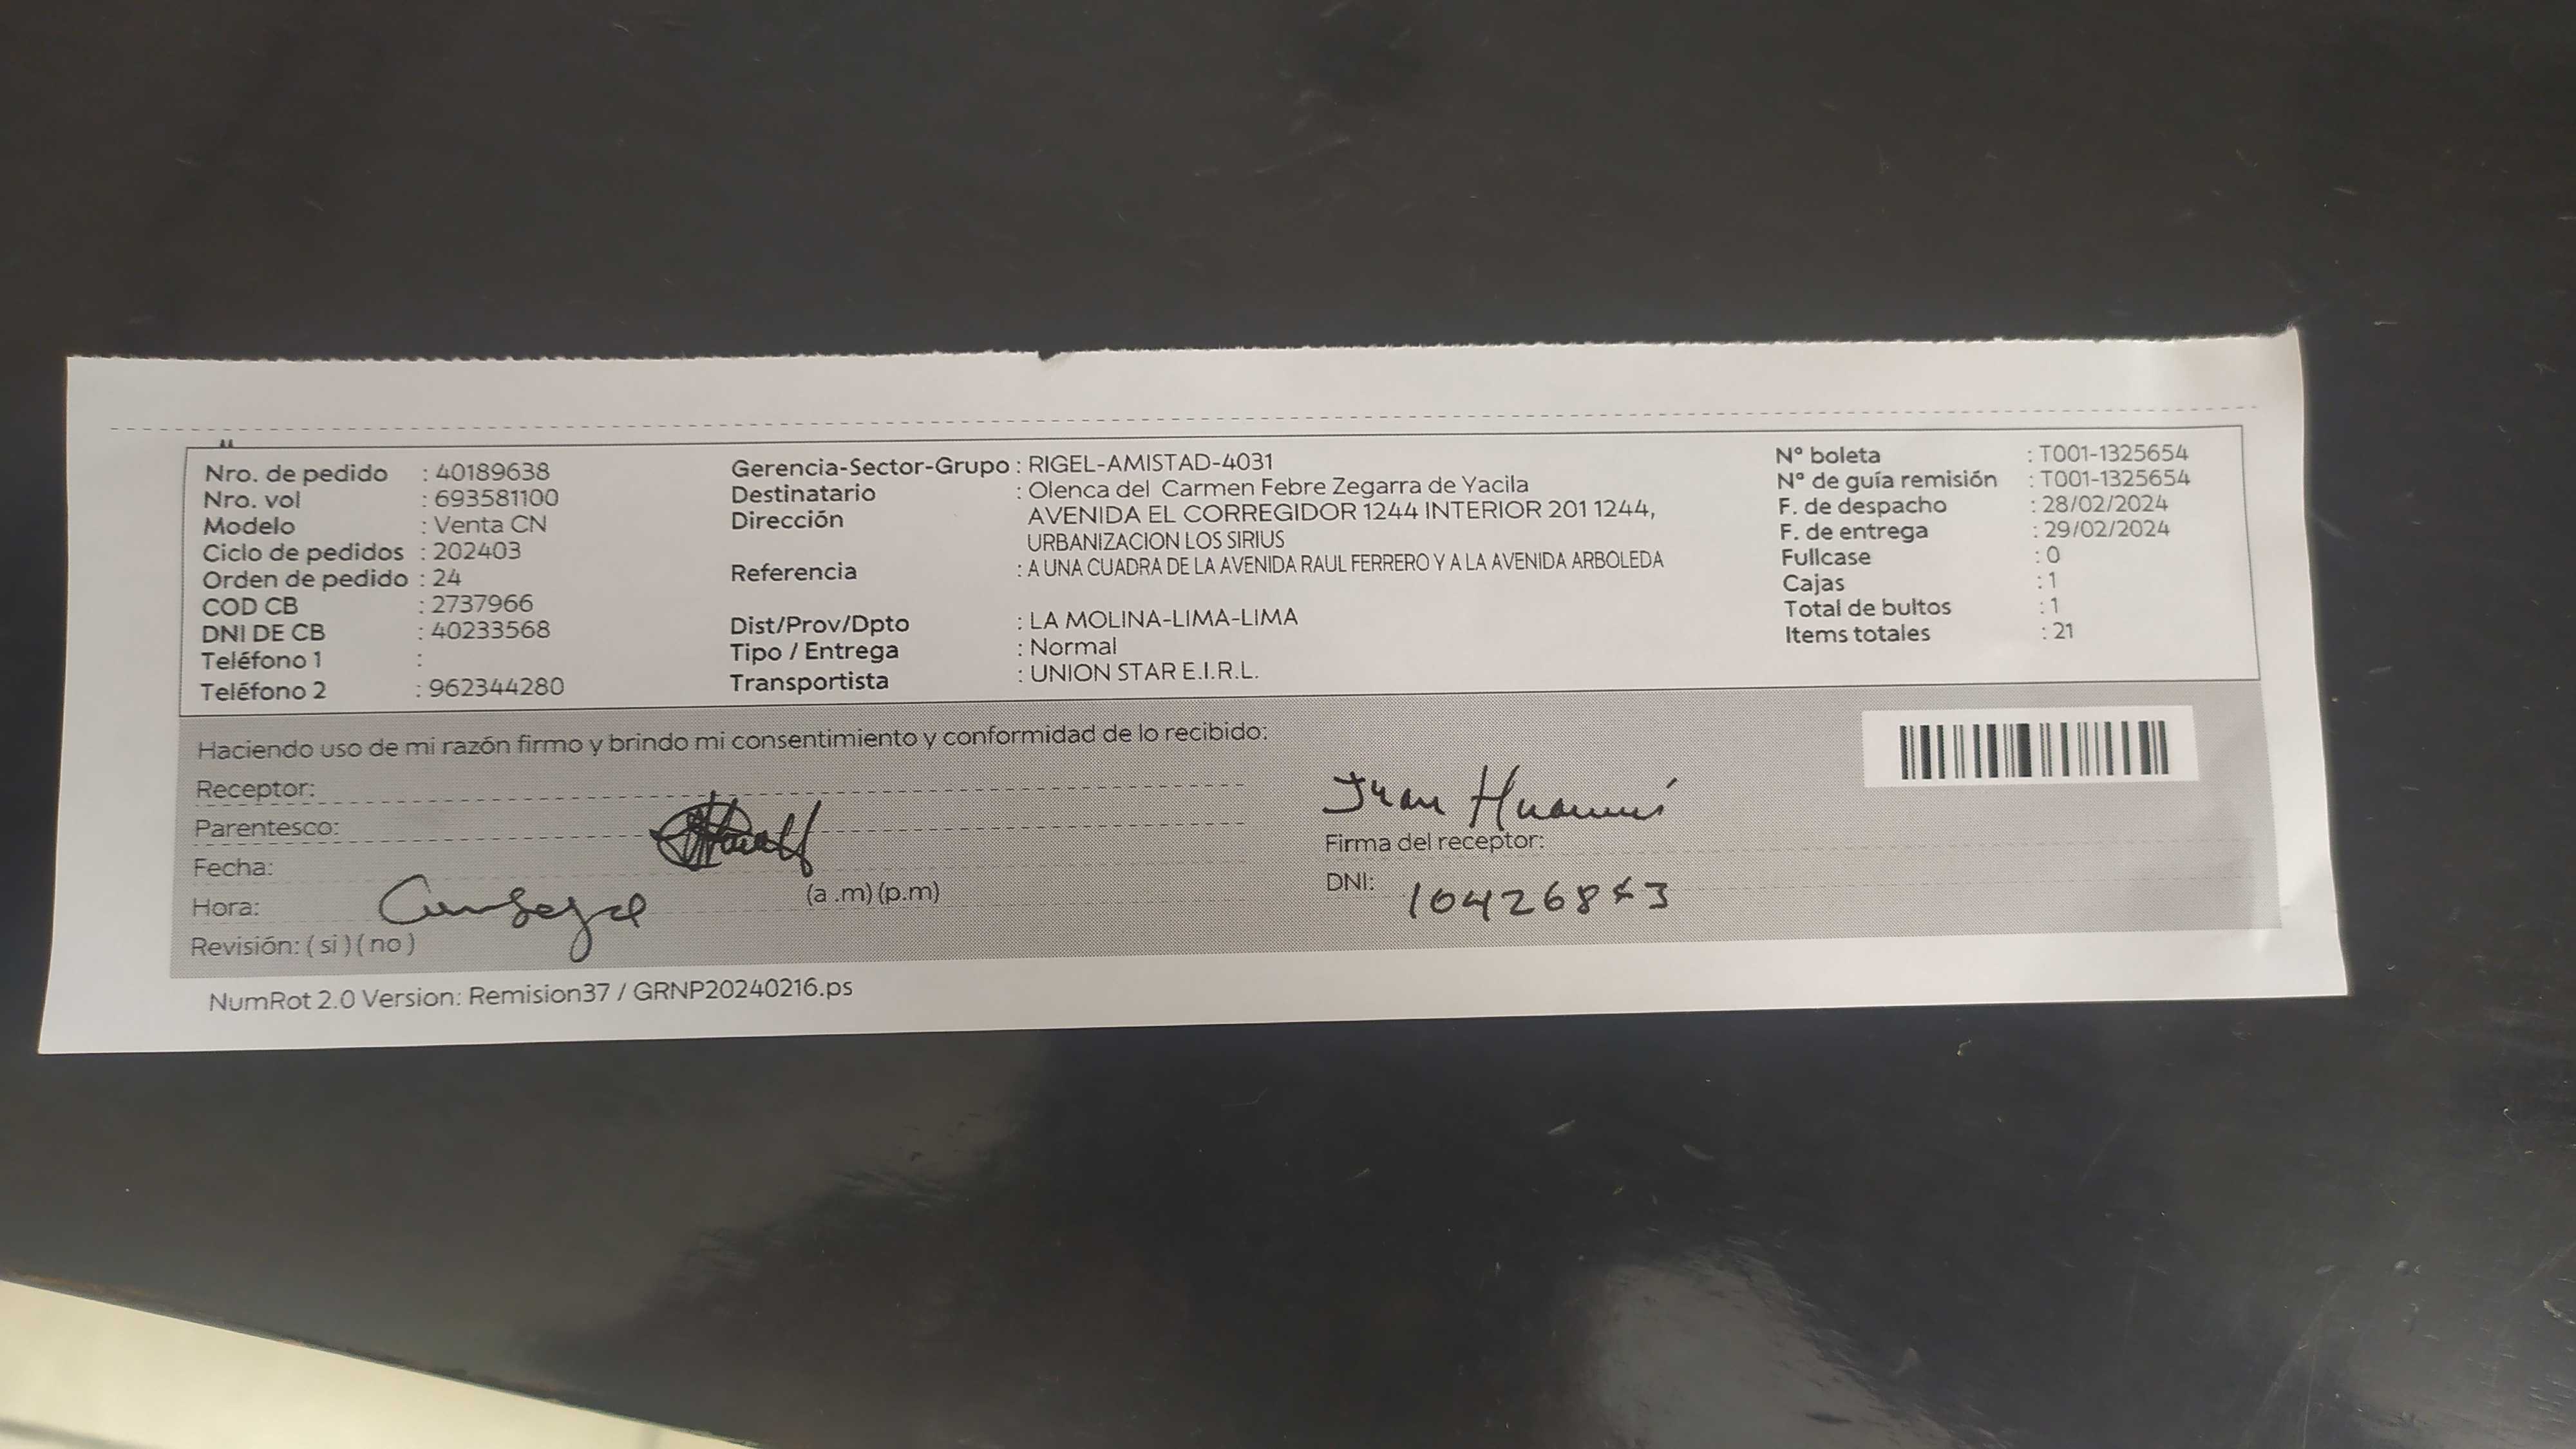 Nro. de pedido : 40189638
Nro. vol : 693581100
Modelo : Venta CN
Ciclo de pedidos : 202403
Orden de pedido : 24
COD CB : 2737966
DNI DE CB : 40233568
Teléfono 1 :
Teléfono 2 : 962344280
Gerencia-Sector-Grupo : RIGEL-AMISTAD-4031
Destinatario : Olenca del Carmen Febre Zegarra de Yacila
Dirección AVENIDA EL CORREGIDOR 1244 INTERIOR 201 1244,
URBANIZACION LOS SIRIUS
Referencia : A UNA CUADRA DE LA AVENIDA RAUL FERRERO Y A LA AVENIDA ARBOLEDA
Dist/Prov/Dpto : LA MOLINA-LIMA-LIMA
Tipo / Entrega : Normal
Transportista : UNION STAR E.I.R.L.
N° boleta : T001-1325654
N° de guía remisión : T001-1325654
F. de despacho : 28/02/2024
F. de entrega : 29/02/2024
Fullcase : 0
Cajas : 1
Total de bultos : 1
Items totales : 21
Haciendo uso de mi razón firmo y brindo mi consentimiento y conformidad de lo recibido:
Receptor:
Parentesco:
Fecha:
Hora: (a .m) (p.m)
Revisión: ( si ) ( no )
Juan
Firma del receptor:
DNI:
NumRot 2.0 Version: Remision37 / GRNP20240216.ps